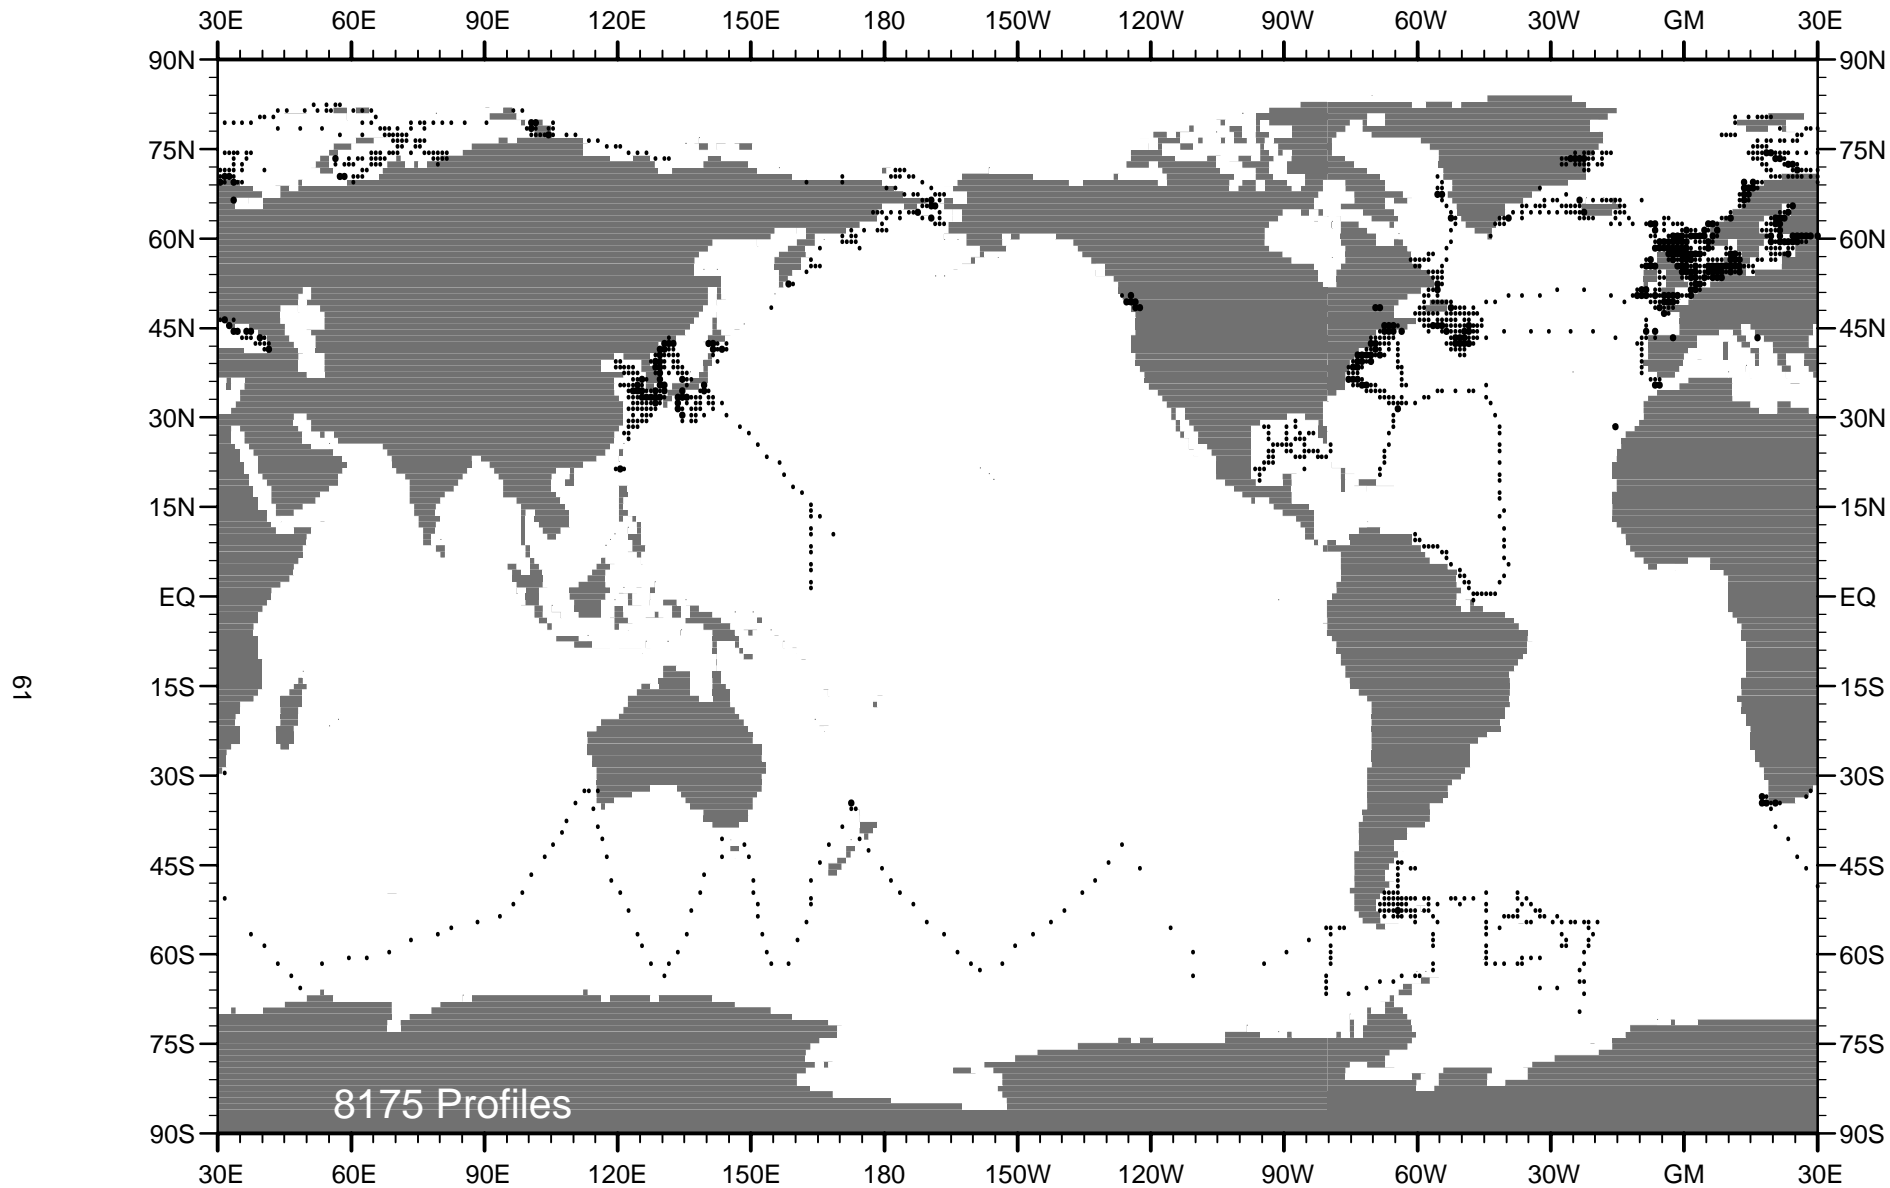 30E 60E 90E 120E 150E 180 150W 120W 90W 60W 30W GM 30E
90N 90N
75N 75N
60N 60N
45N 45N
30N 30N
15N 15N
EQ EQ
61
15S 15S
30S 30S
45S 45S
60S 60S
75S 75S
8175 Profiles
90S 90S
30E 60E 90E 120E 150E 180 150W 120W 90W 60W 30W GM 30E